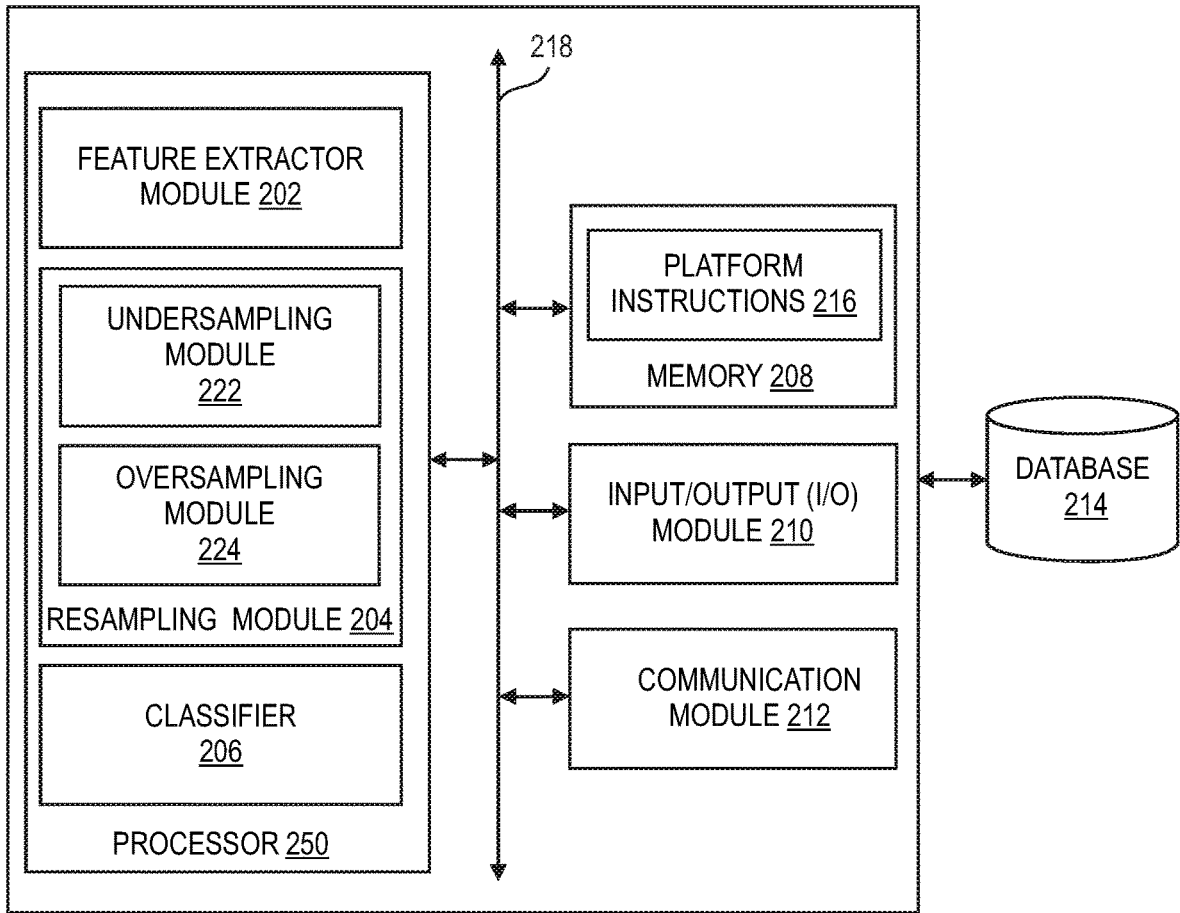 218
FEATURE EXTRACTOR
MODULE 202
UNDERSAMPLING
MODULE
222
OVERSAMPLING
MODULE
224
RESAMPLING MODULE 204
CLASSIFIER
206
PROCESSOR 250
PLATFORM
INSTRUCTIONS 216
MEMORY 208
INPUT/OUTPUT (I/O)
MODULE 210
COMMUNICATION
MODULE 212
DATABASE
214